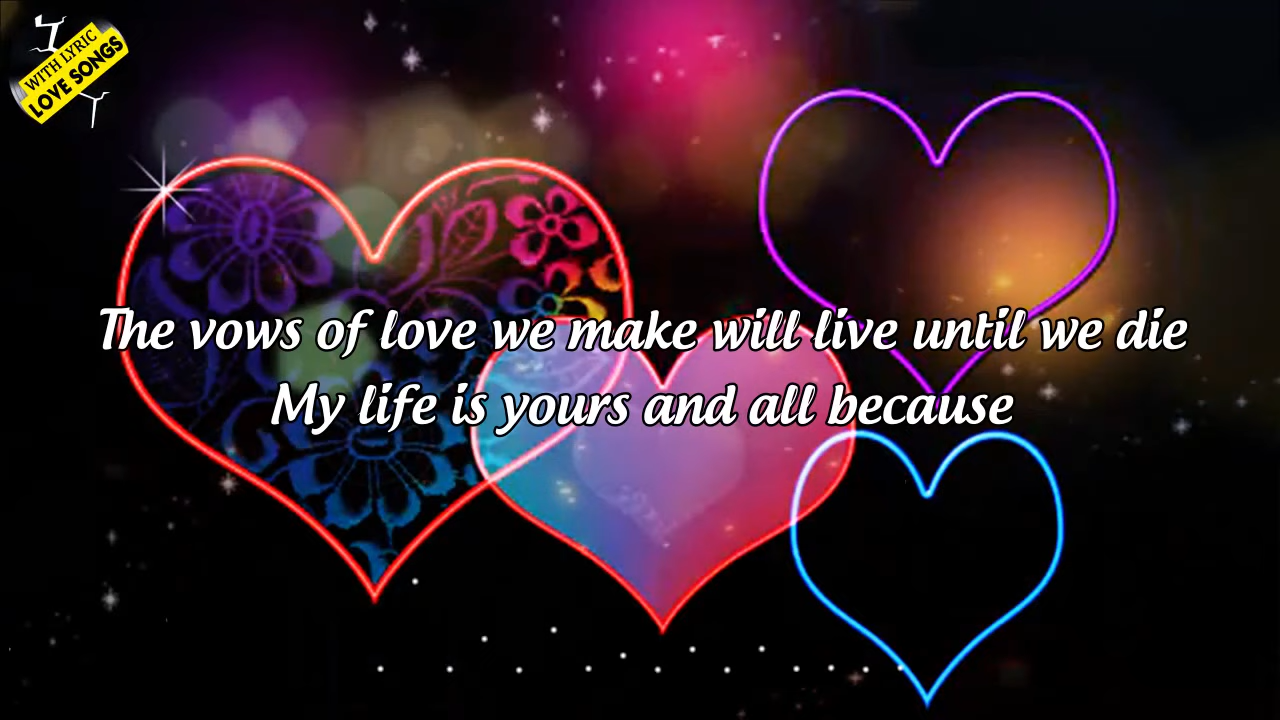 WITH LYRIC
LOVE SONGS
The vows of love we make will live until we die
My life is yours and all because